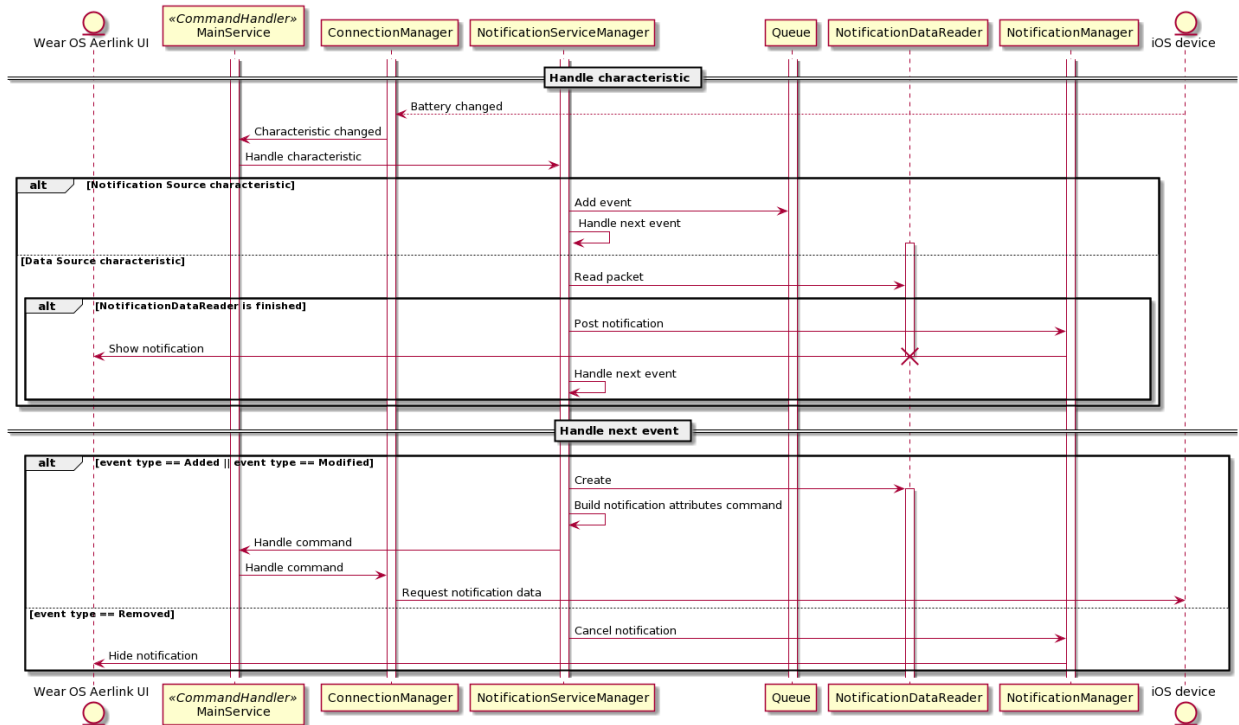 «CommandHandler»
Wear OS Aerlink UI
MainService
ConnectionManager
NotificationServiceManager
Queue
NotificationDataReader
NotificationManager
iOS device
Handle characteristic
Battery changed
Characteristic changed
Handle characteristic
alt [Notification Source characteristic]
Add event
Handle next event
[Data Source characteristic]
Read packet
alt [NotificationDataReader is finished]
Post notification
Show notification
Handle next event
Handle next event
alt [event type == Added || event type == Modified]
Create
Build notification attributes command
Handle command
Handle command
Request notification data
[event type == Removed]
Cancel notification
Hide notification
Wear OS Aerlink UI
«CommandHandler»
MainService
ConnectionManager
NotificationServiceManager
Queue
NotificationDataReader
NotificationManager
iOS device